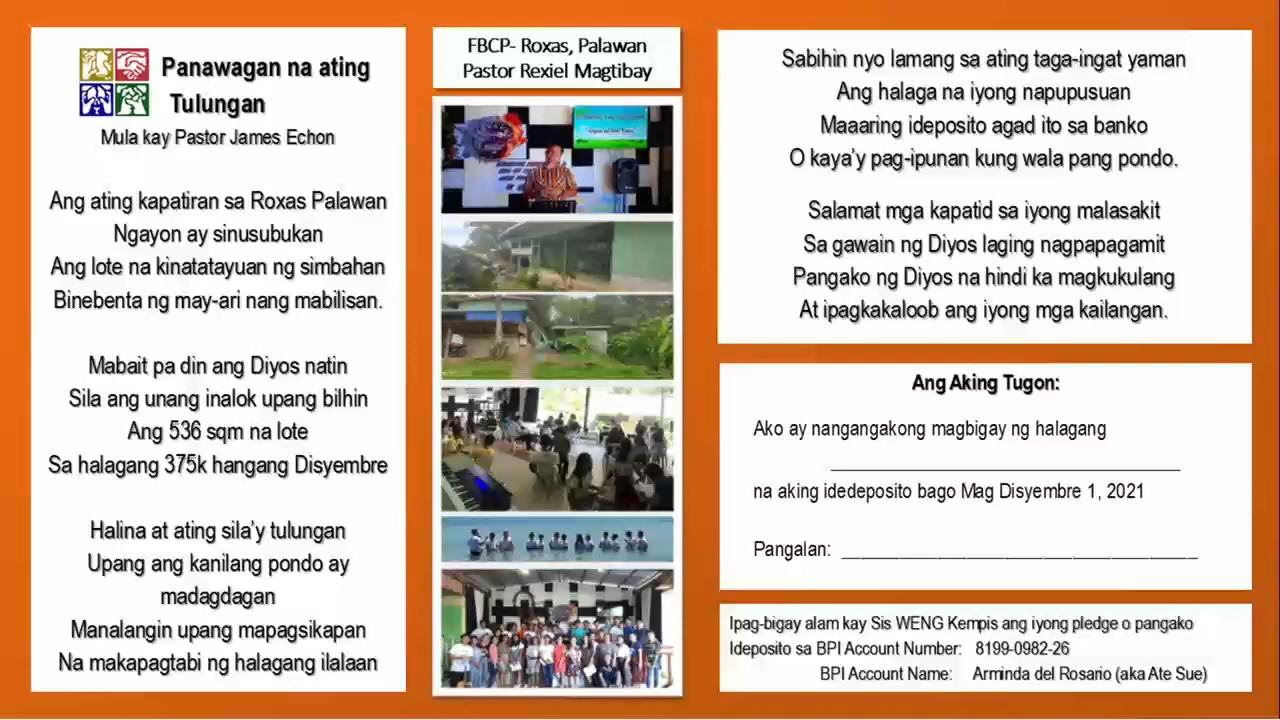 Panawagan na ating
Tulungan
Mula kay Pastor James Echon
Ang ating kapatiran sa Roxas Palawan
Ngayon ay sinusubukan
Ang lote na kinatatayuan ng simbahan
Binebenta ng may-ari nang mabilisan.
Mabait pa din ang Diyos natin
Sila ang unang inalok upang bilhin
Ang 536 sqm na lote
Sa halagang 375k hangang Disyembre
Halina at ating sila'y tulungan
Upang ang kanilang pondo ay
madagdagan
Manalangin upang mapagsikapan
Na makapagtabi ng halagang ilalaan
FBCP- Roxas, Palawan
Pastor Rexiel Magtibay
Sabihin nyo lamang sa ating taga-ingat yaman
Ang halaga na iyong napupusuan
Maaaring ideposito agad ito sa banko
O kaya'y pag-ipunan kung wala pang pondo.
Salamat mga kapatid sa iyong malasakit
Sa gawain ng Diyos laging nagpapagamit
Pangako ng Diyos na hindi ka magkukulang
At ipagkakaloob ang iyong mga kailangan.
Ang Aking Tugon:
Ako ay nangangakong magbigay ng halagang
na aking idedeposito bago Mag Disyembre 1, 2021
Pangalan:
Ipag-bigay alam kay Sis WENG Kempis ang iyong pledge o pangako
Ideposito sa BPI Account Number: 8199-0982-26
BPI Account Name: Arminda del Rosario (aka Ate Sue)